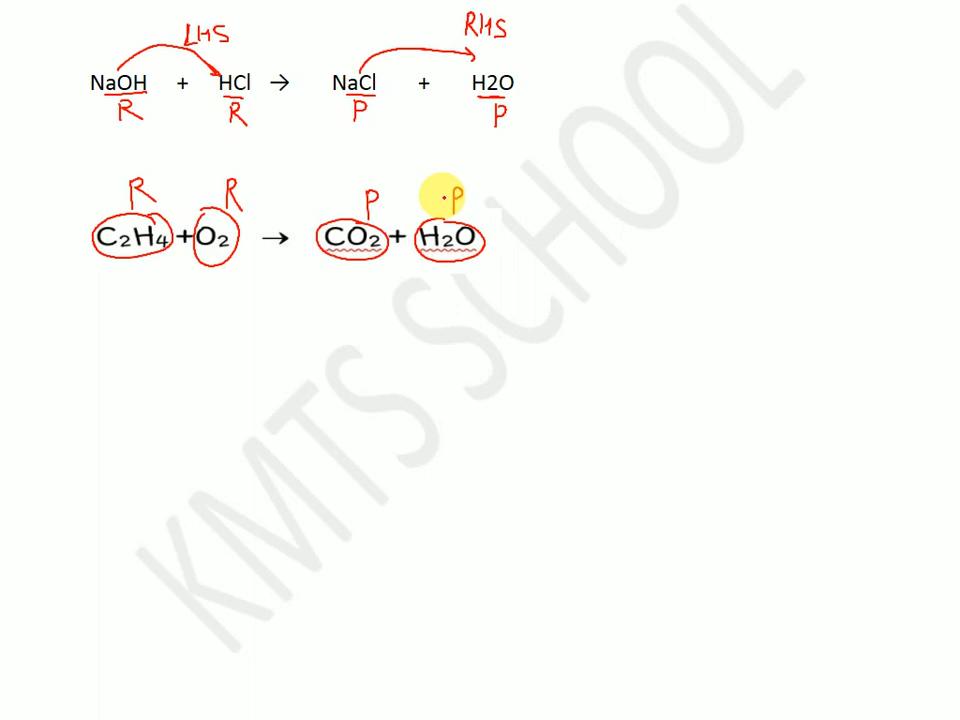 LHS RHS
NaOH + HCl → NaCl + H2O
R R P P
R R P P
C₂H₄+O₂ → CO₂+ H₂O
KMTS SCHOOL